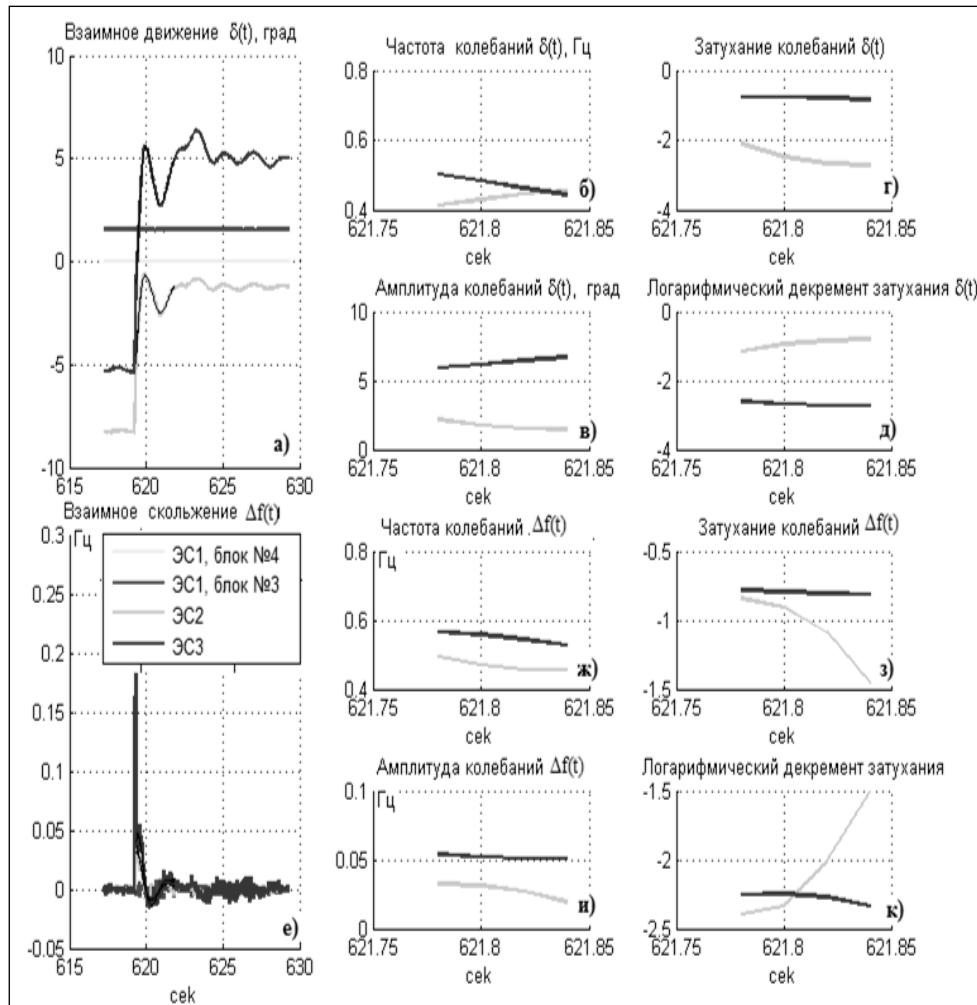 Взаимное движение δ(t), град
10
5
0
-5
-10
615
620
625
630
а)
Взаимное скольжение Δf(t)
Гц
0.3
0.25
0.2
0.15
0.1
0.05
0
-0.05
615
620
625
630
сек
ЭС1, блок №4
ЭС1, блок №3
ЭС2
ЭС3
е)
Частота колебаний δ(t), Гц
0.8
0.6
0.4
621.75
621.8
621.85
сек
б)
Затухание колебаний δ(t)
0
-2
-4
621.75
621.8
621.85
сек
г)
Амплитуда колебаний δ(t), град
10
5
0
621.75
621.8
621.85
сек
в)
Логарифмический декремент затухания δ(t)
0
-2
-4
621.75
621.8
621.85
сек
д)
Частота колебаний .Δf(t)
Гц
0.8
0.6
0.4
621.75
621.8
621.85
сек
ж)
Затухание колебаний Δf(t)
-0.5
-1
-1.5
621.75
621.8
621.85
сек
з)
Амплитуда колебаний Δf(t)
Гц
0.1
0.05
0
621.75
621.8
621.85
сек
и)
Логарифмический декремент затухания
-1.5
-2
-2.5
621.75
621.8
621.85
сек
к)